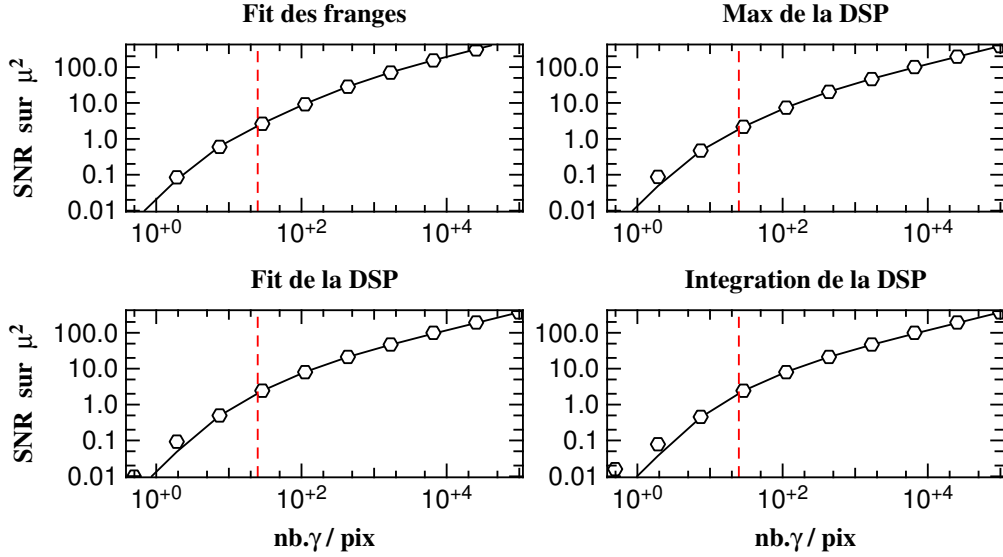 Fit des franges
Max de la DSP
SNR sur μ²
100.0
10.0
1.0
0.1
0.01
10⁺⁰ 10⁺² 10⁺⁴
100.0
10.0
1.0
0.1
0.01
10⁺⁰ 10⁺² 10⁺⁴
Fit de la DSP
Integration de la DSP
SNR sur μ²
100.0
10.0
1.0
0.1
0.01
10⁺⁰ 10⁺² 10⁺⁴
nb.γ / pix
100.0
10.0
1.0
0.1
0.01
10⁺⁰ 10⁺² 10⁺⁴
nb.γ / pix